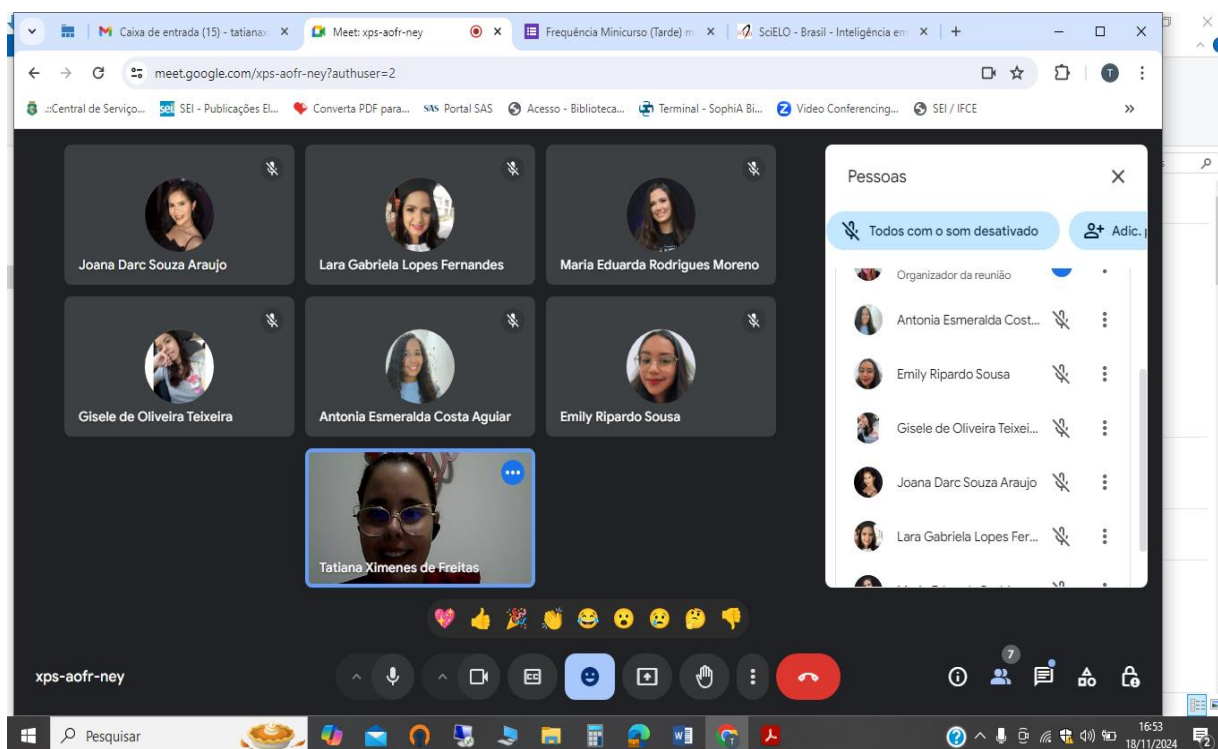 Caixa de entrada (15) - tatianax
Meet: xps-aofr-ney
Frequência Minicurso (Tarde) m
SciELO - Brasil - Inteligência em
meet.google.com/xps-aofr-ney?authuser=2
.::Central de Serviço...
sei SEI - Publicações El...
Converta PDF para...
SAS Portal SAS
Acesso - Biblioteca...
Terminal - SophiA Bi...
Video Conferencing...
SEI / IFCE
Joana Darc Souza Araujo
Lara Gabriela Lopes Fernandes
Maria Eduarda Rodrigues Moreno
Gisele de Oliveira Teixeira
Antonia Esmeralda Costa Aguiar
Emily Ripardo Sousa
Tatiana Ximenes de Freitas
Pessoas
Todos com o som desativado
Adic.
Organizador da reunião
Antonia Esmeralda Cost...
Emily Ripardo Sousa
Gisele de Oliveira Teixei...
Joana Darc Souza Araujo
Lara Gabriela Lopes Fer...
xps-aofr-ney
7
Pesquisar
16:53
18/11/2024